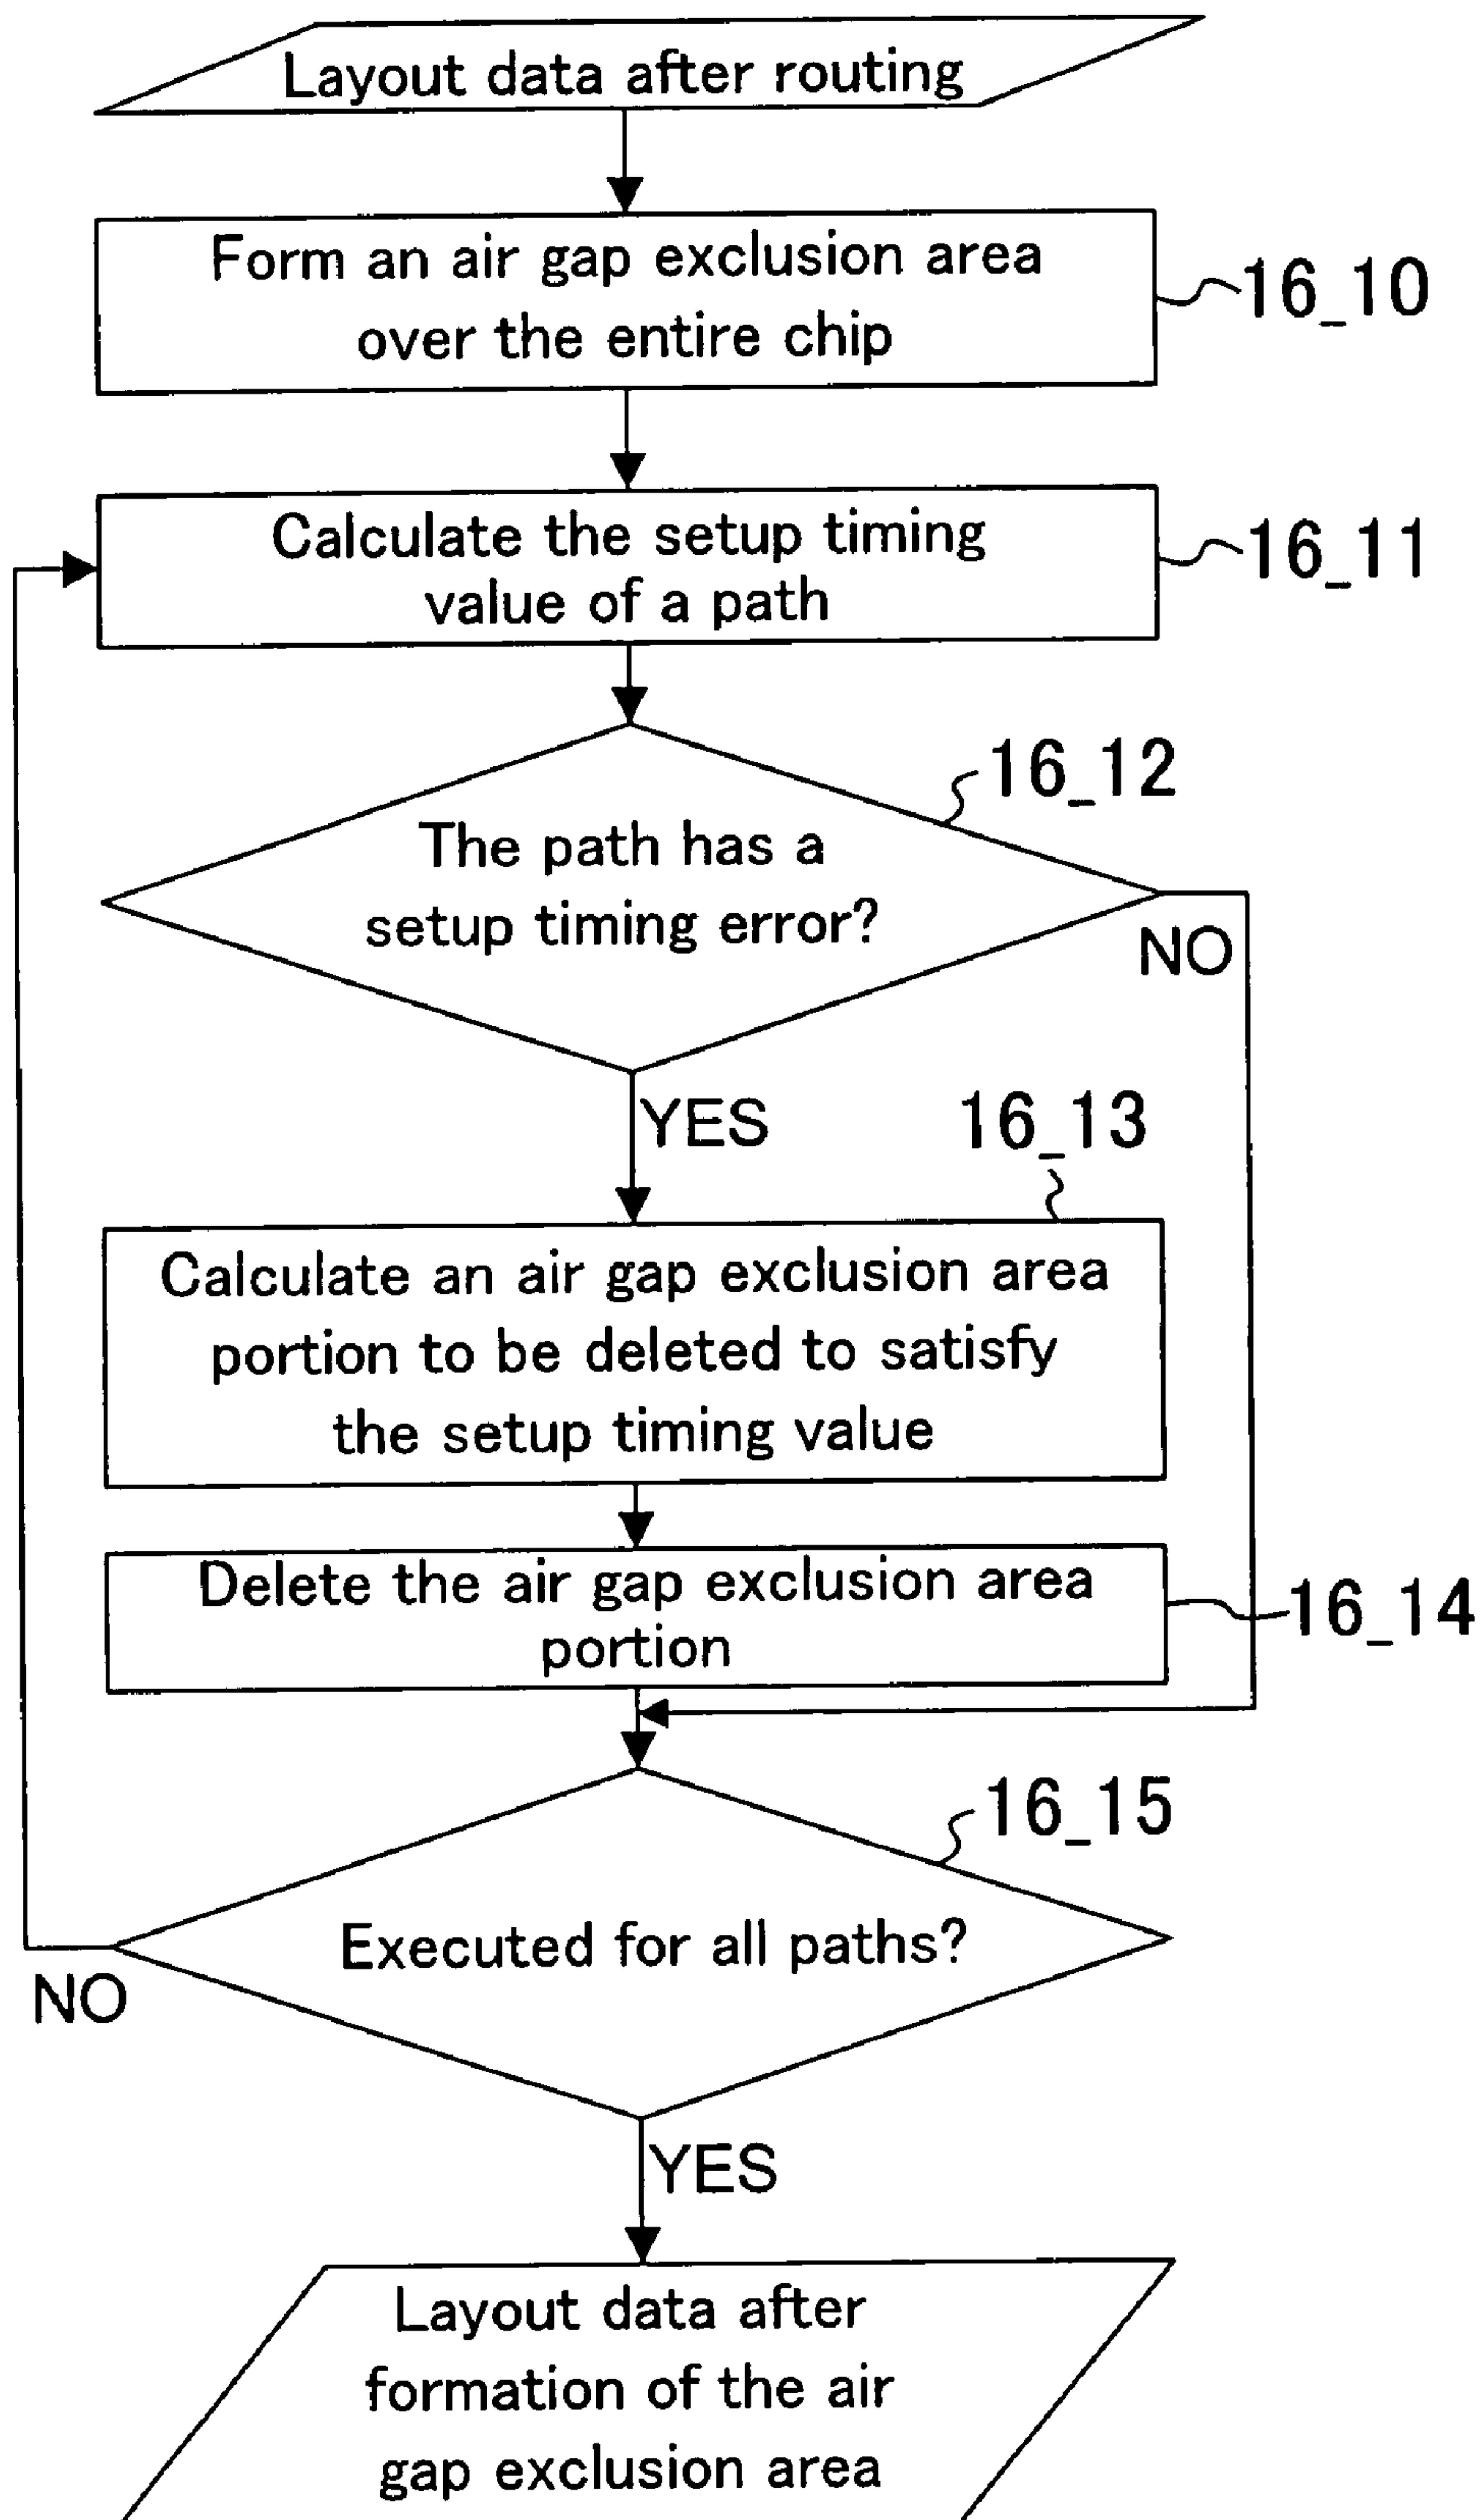 Layout data after routing
Form an air gap exclusion area
over the entire chip
16_10
Calculate the setup timing
value of a path
16_11
16_12
The path has a
setup timing error?
NO
YES
16_13
Calculate an air gap exclusion area
portion to be deleted to satisfy
the setup timing value
Delete the air gap exclusion area
portion
16_14
16_15
Executed for all paths?
NO
YES
Layout data after
formation of the air
gap exclusion area